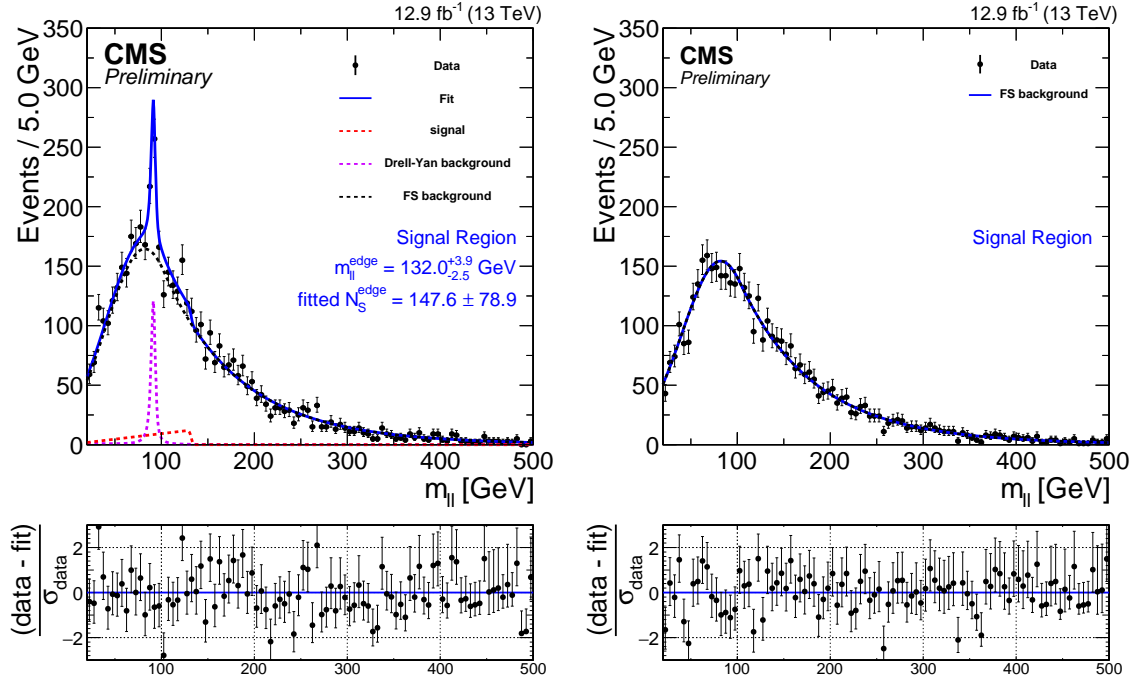 12.9 fb⁻¹ (13 TeV)
CMS
Preliminary
Data
Fit
signal
Drell-Yan background
FS background
Signal Region
m_ll^edge = 132.0 +3.9 -2.5 GeV
fitted N_S^edge = 147.6 ± 78.9
Events / 5.0 GeV
350
300
250
200
150
100
50
0
100 200 300 400 500
m_ll [GeV]
(data - fit)
σ_data
2
0
−2
100 200 300 400 500
12.9 fb⁻¹ (13 TeV)
CMS
Preliminary
Data
FS background
Signal Region
Events / 5.0 GeV
350
300
250
200
150
100
50
0
100 200 300 400 500
m_ll [GeV]
(data - fit)
σ_data
2
0
−2
100 200 300 400 500